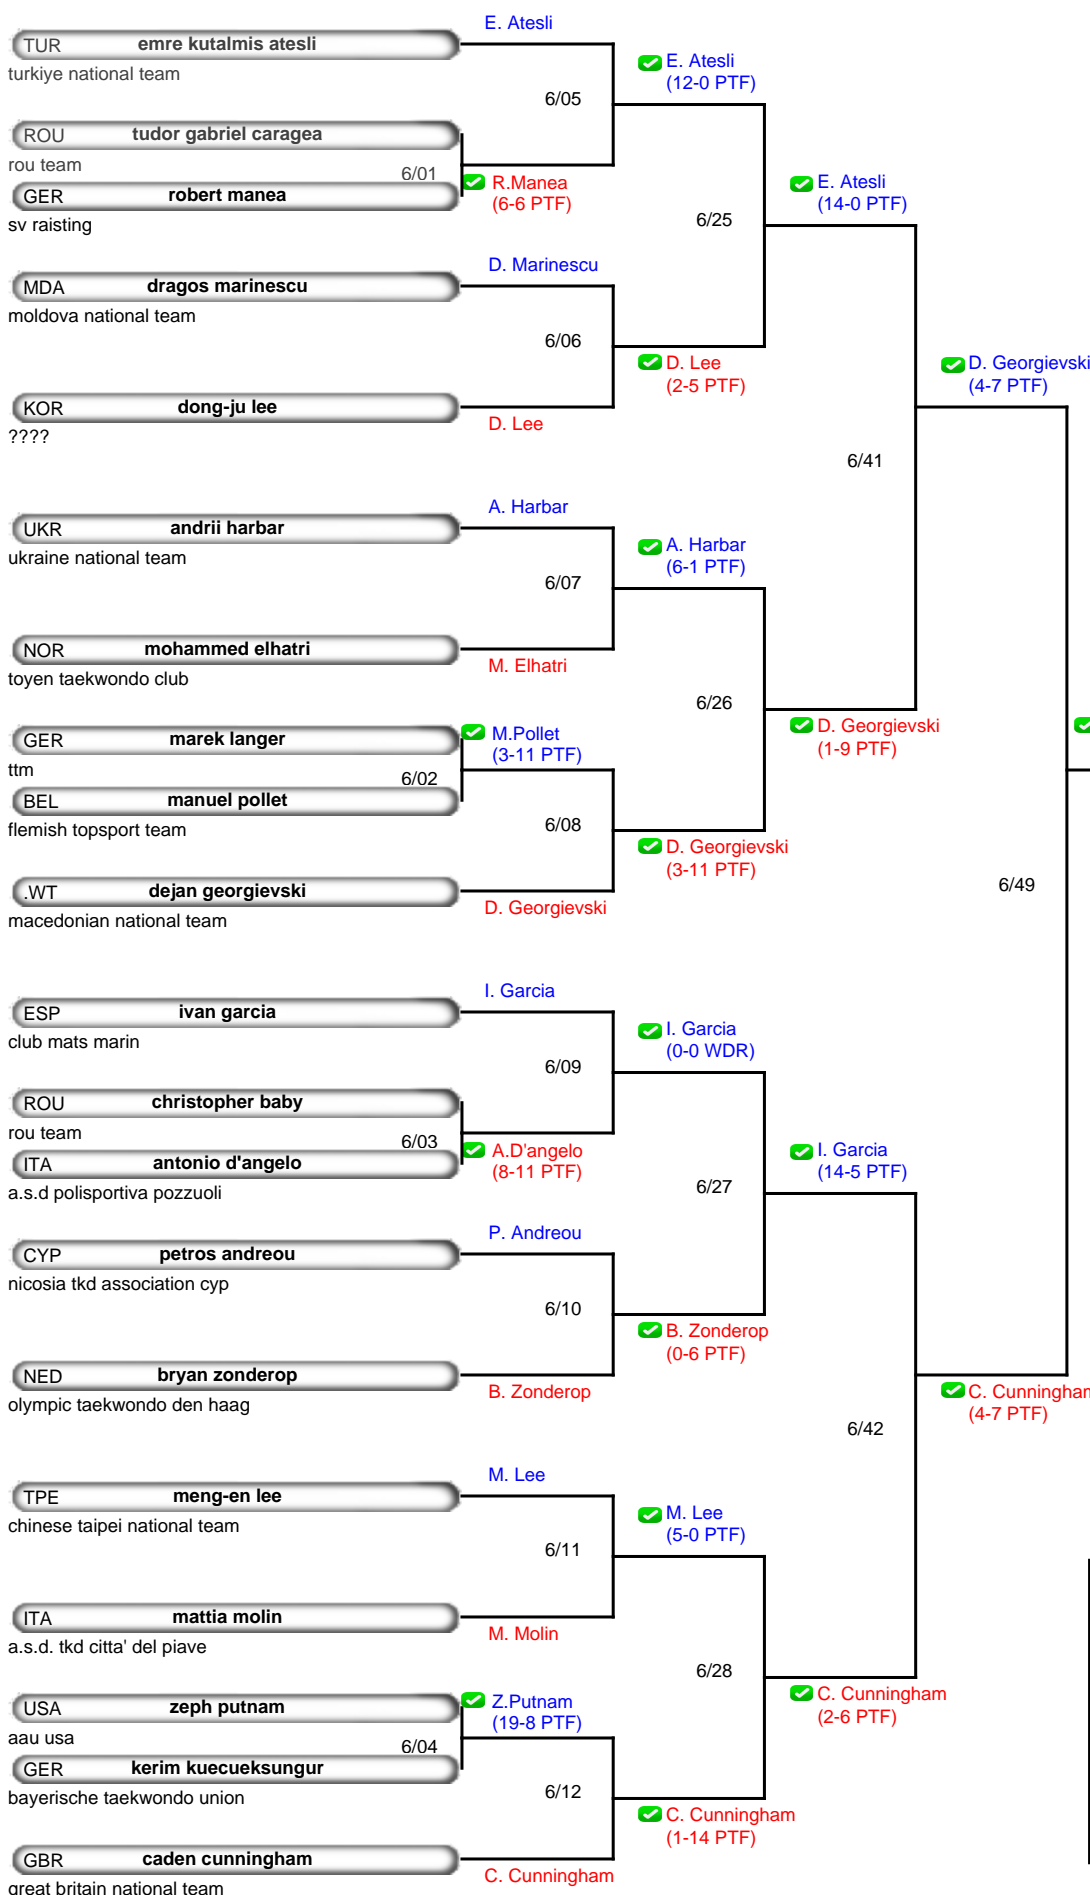 E. Atesli
TUR emre kutalmis atesli
turkiye national team
E. Atesli
(12-0 PTF)
6/05
ROU tudor gabriel caragea
rou team
6/01
GER robert manea
sv raisting
R.Manea
(6-6 PTF)
E. Atesli
(14-0 PTF)
6/25
D. Marinescu
MDA dragos marinescu
moldova national team
6/06
D. Lee
(2-5 PTF)
KOR dong-ju lee
????
D. Lee
D. Georgievski
(4-7 PTF)
6/41
A. Harbar
UKR andrii harbar
ukraine national team
A. Harbar
(6-1 PTF)
6/07
NOR mohammed elhatri
toyen taekwondo club
M. Elhatri
6/26
GER marek langer
ttm
M.Pollet
(3-11 PTF)
6/02
BEL manuel pollet
flemish topsport team
D. Georgievski
(1-9 PTF)
6/08
D. Georgievski
(3-11 PTF)
.WT dejan georgievski
macedonian national team
D. Georgievski
6/49
I. Garcia
ESP ivan garcia
club mats marin
I. Garcia
(0-0 WDR)
6/09
ROU christopher baby
rou team
6/03
ITA antonio d'angelo
a.s.d polisportiva pozzuoli
A.D'angelo
(8-11 PTF)
I. Garcia
(14-5 PTF)
6/27
P. Andreou
CYP petros andreou
nicosia tkd association cyp
6/10
B. Zonderop
(0-6 PTF)
NED bryan zonderop
olympic taekwondo den haag
B. Zonderop
C. Cunningham
(4-7 PTF)
6/42
M. Lee
TPE meng-en lee
chinese taipei national team
M. Lee
(5-0 PTF)
6/11
ITA mattia molin
a.s.d. tkd citta' del piave
M. Molin
6/28
USA zeph putnam
aau usa
Z.Putnam
(19-8 PTF)
6/04
GER kerim kuecueksungur
bayerische taekwondo union
C. Cunningham
(2-6 PTF)
6/12
C. Cunningham
(1-14 PTF)
GBR caden cunningham
great britain national team
C. Cunningham